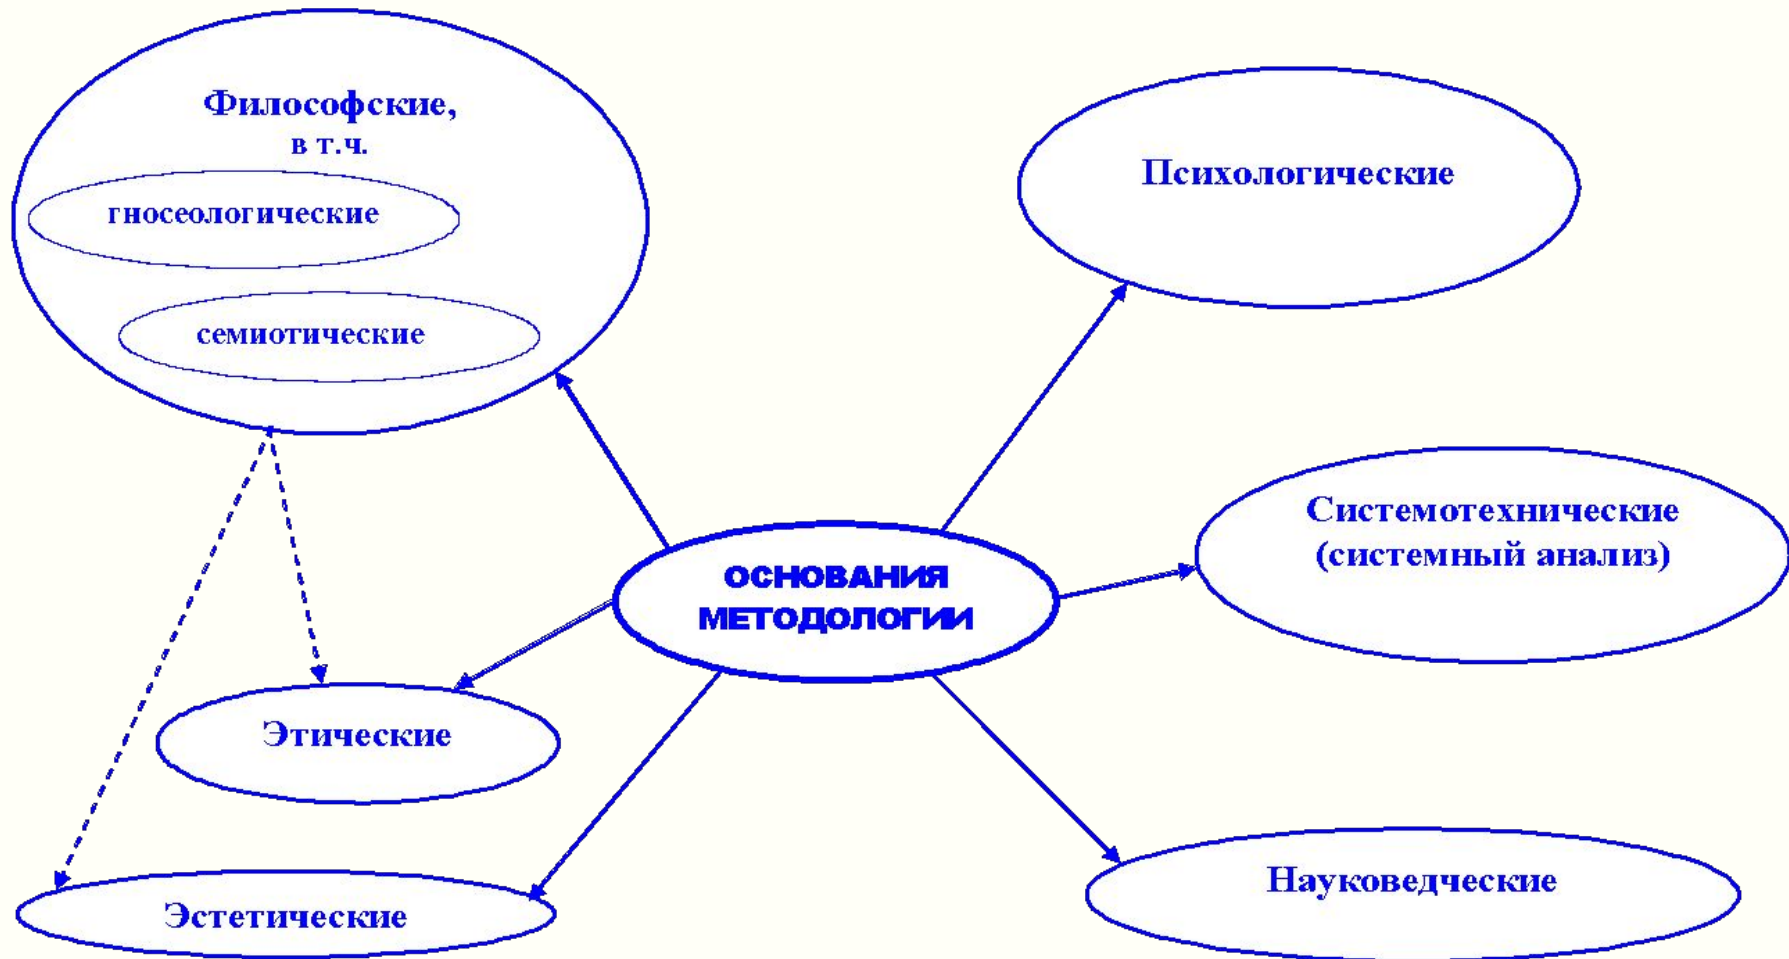 Философские,
в т.ч.
гносеологические
семиотические
Психологические
Системотехнические
(системный анализ)
ОСНОВАНИЯ
МЕТОДОЛОГИИ
Этические
Эстетические
Науковедческие